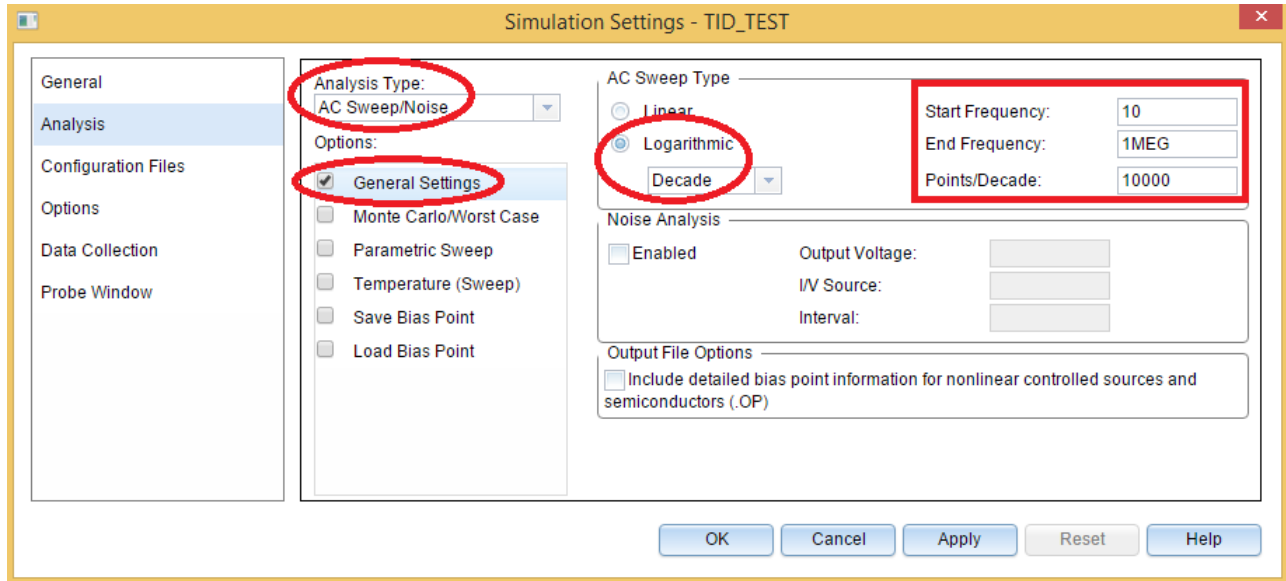 Simulation Settings - TID_TEST
General
Analysis
Configuration Files
Options
Data Collection
Probe Window
Analysis Type:
AC Sweep/Noise
Options:
General Settings
Monte Carlo/Worst Case
Parametric Sweep
Temperature (Sweep)
Save Bias Point
Load Bias Point
AC Sweep Type
Linear
Logarithmic
Decade
Start Frequency: 10
End Frequency: 1MEG
Points/Decade: 10000
Noise Analysis
Enabled
Output Voltage:
I/V Source:
Interval:
Output File Options
Include detailed bias point information for nonlinear controlled sources and
semiconductors (.OP)
OK Cancel Apply Reset Help